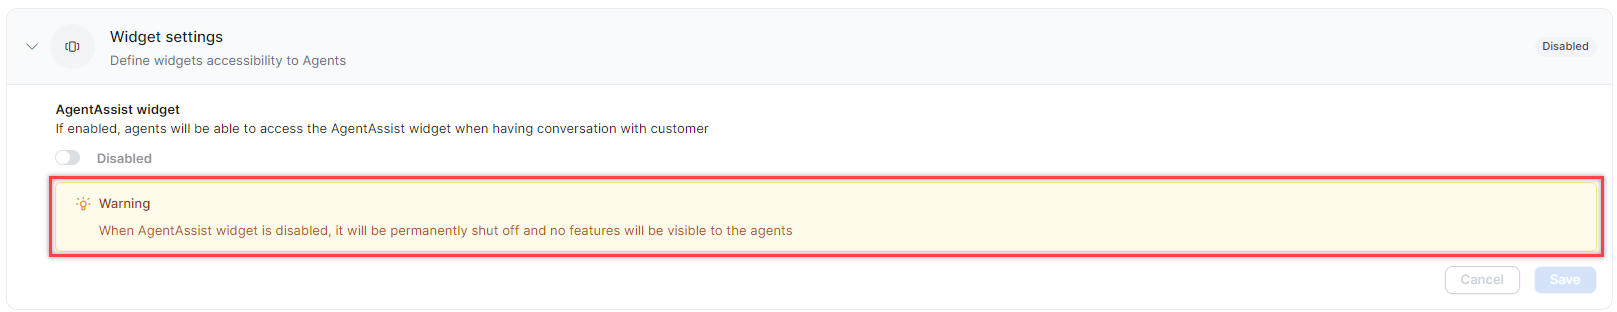 Widget settings
Define widgets accessibility to Agents
Disabled
AgentAssist widget
If enabled, agents will be able to access the AgentAssist widget when having conversation with customer
Disabled
Warning
When AgentAssist widget is disabled, it will be permanently shut off and no features will be visible to the agents
Cancel
Save